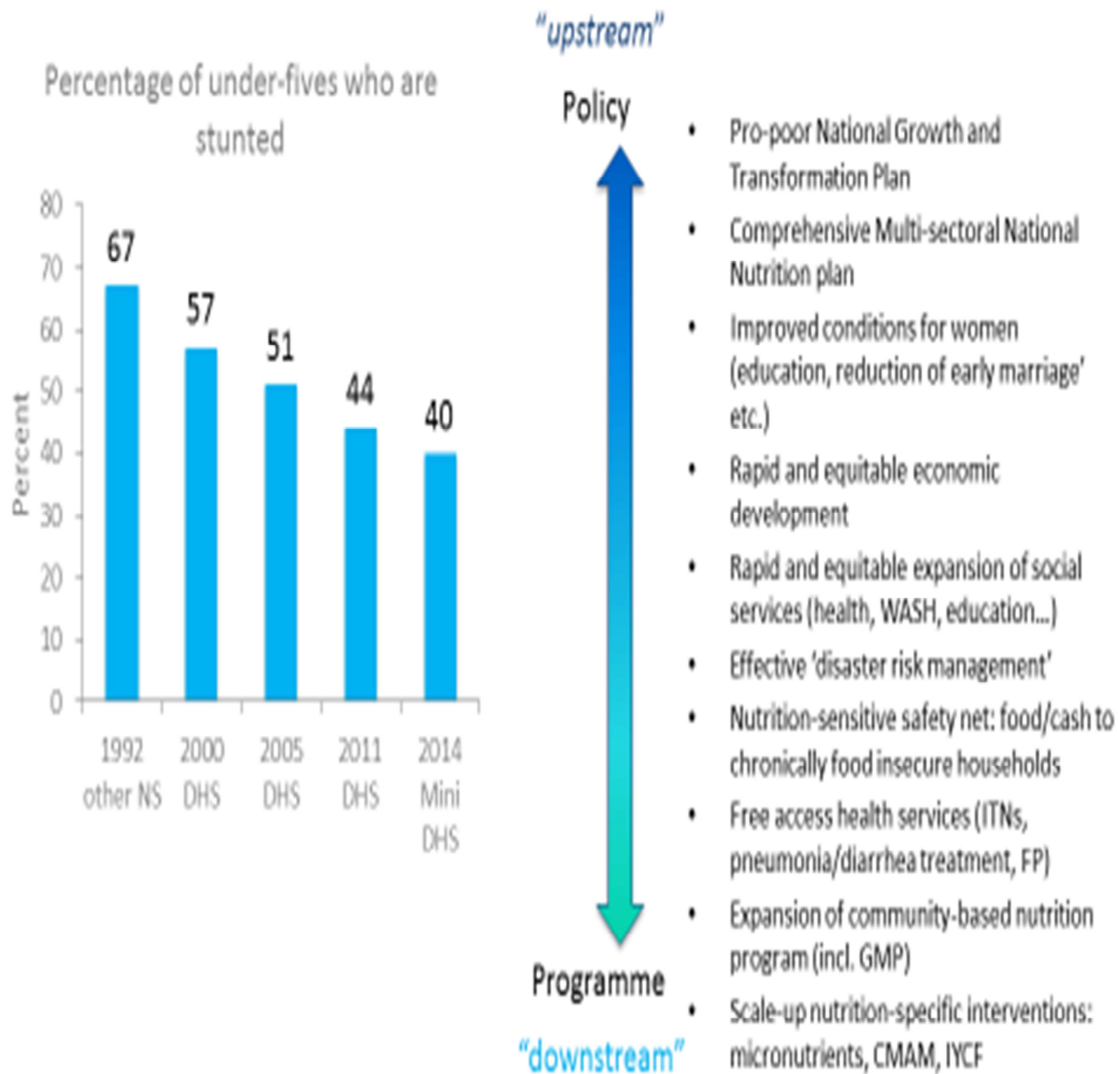 Percentage of under-fives who are
stunted
Percent
80
70
60
50
40
30
20
10
0
67
57
51
44
40
1992
other NS
2000
DHS
2005
DHS
2011
DHS
2014
Mini
DHS
“upstream”
Policy
Programme
“downstream”
• Pro-poor National Growth and
Transformation Plan
• Comprehensive Multi-sectoral National
Nutrition plan
• Improved conditions for women
(education, reduction of early marriage’
etc.)
• Rapid and equitable economic
development
• Rapid and equitable expansion of social
services (health, WASH, education...)
• Effective ‘disaster risk management’
• Nutrition-sensitive safety net: food/cash to
chronically food insecure households
• Free access health services (ITNs,
pneumonia/diarrhea treatment, FP)
• Expansion of community-based nutrition
program (incl. GMP)
• Scale-up nutrition-specific interventions:
micronutrients, CMAM, IYCF